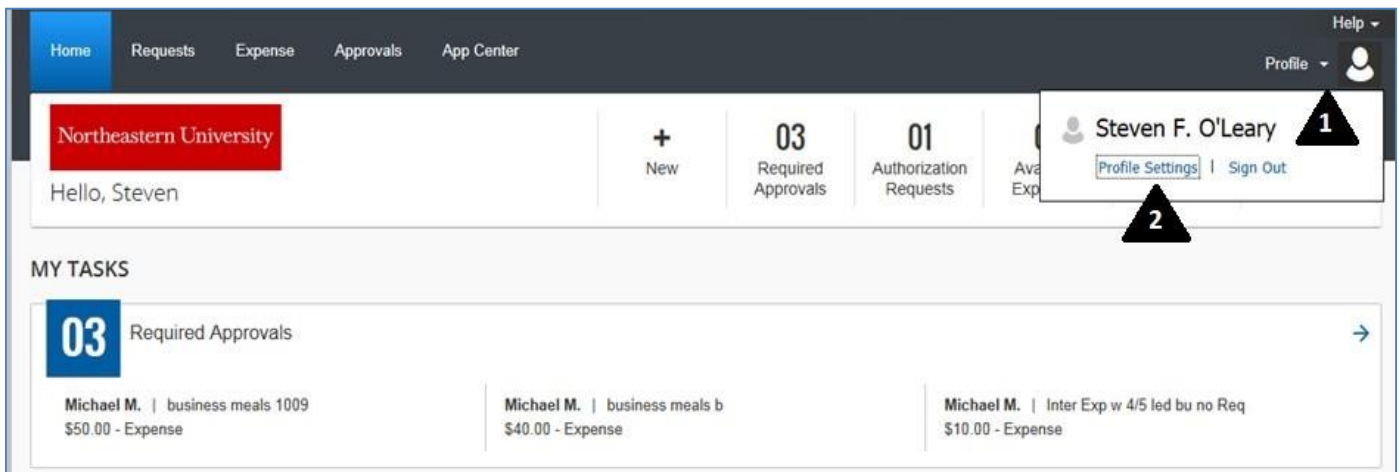 Help
Home Requests Expense Approvals App Center
Profile
1
Northeastern University
Hello, Steven
+
New
03
Required
Approvals
01
Authorization
Requests
Steven F. O'Leary
Profile Settings | Sign Out
2
MY TASKS
03 Required Approvals
Michael M. | business meals 1009
$50.00 - Expense
Michael M. | business meals b
$40.00 - Expense
Michael M. | Inter Exp w 4/5 led bu no Req
$10.00 - Expense